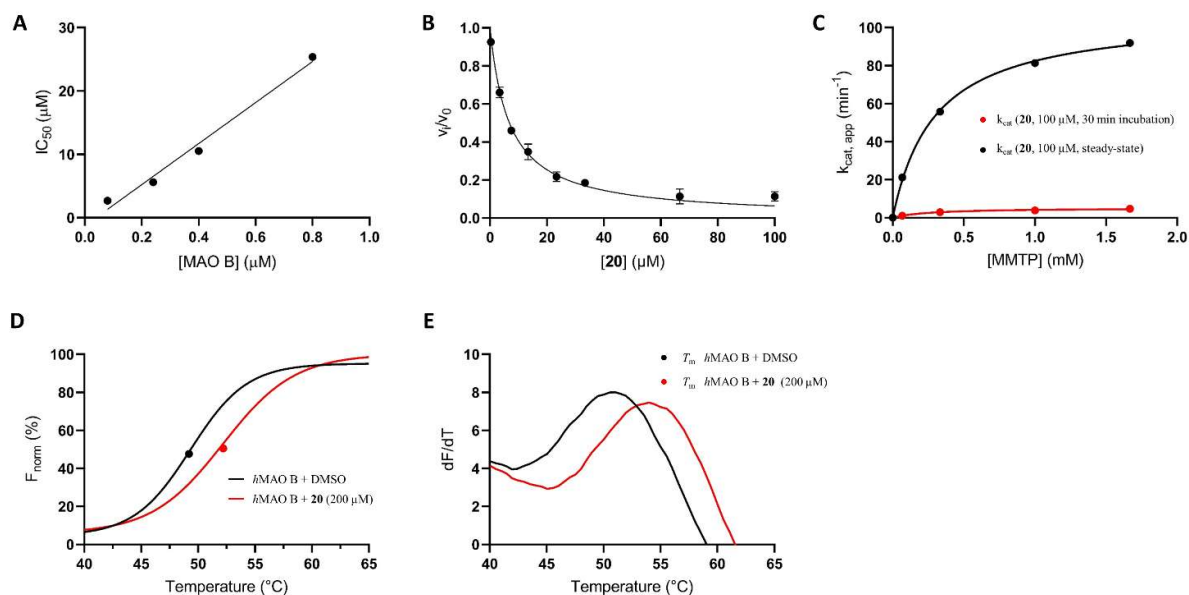 A
IC50 (μM)
30
20
10
0
0.0 0.2 0.4 0.6 0.8 1.0
[MAO B] (μM)
B
vi/v0
1.0
0.8
0.6
0.4
0.2
0.0
0 20 40 60 80 100
[20] (μM)
C
kcat, app (min-1)
100
80
60
40
20
0
0.0 0.5 1.0 1.5 2.0
[MMTP] (mM)
kcat (20, 100 μM, 30 min incubation)
kcat (20, 100 μM, steady-state)
D
Fnorm (%)
100
80
60
40
20
0
40 45 50 55 60 65
Temperature (°C)
hMAO B + DMSO
hMAO B + 20 (200 μM)
E
dF/dT
10
8
6
4
2
0
40 45 50 55 60 65
Temperature (°C)
Tm hMAO B + DMSO
Tm hMAO B + 20 (200 μM)